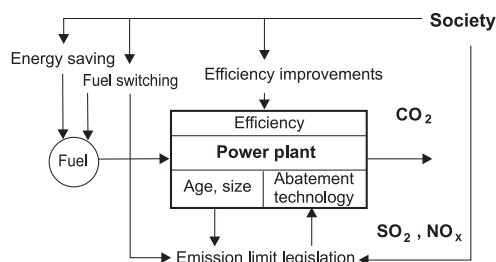 Society
Energy saving
Fuel switching
Efficiency improvements
Efficiency
CO₂
Power plant
Fuel
Age, size
Abatement
technology
SO₂ , NOₓ
Emission limit legislation